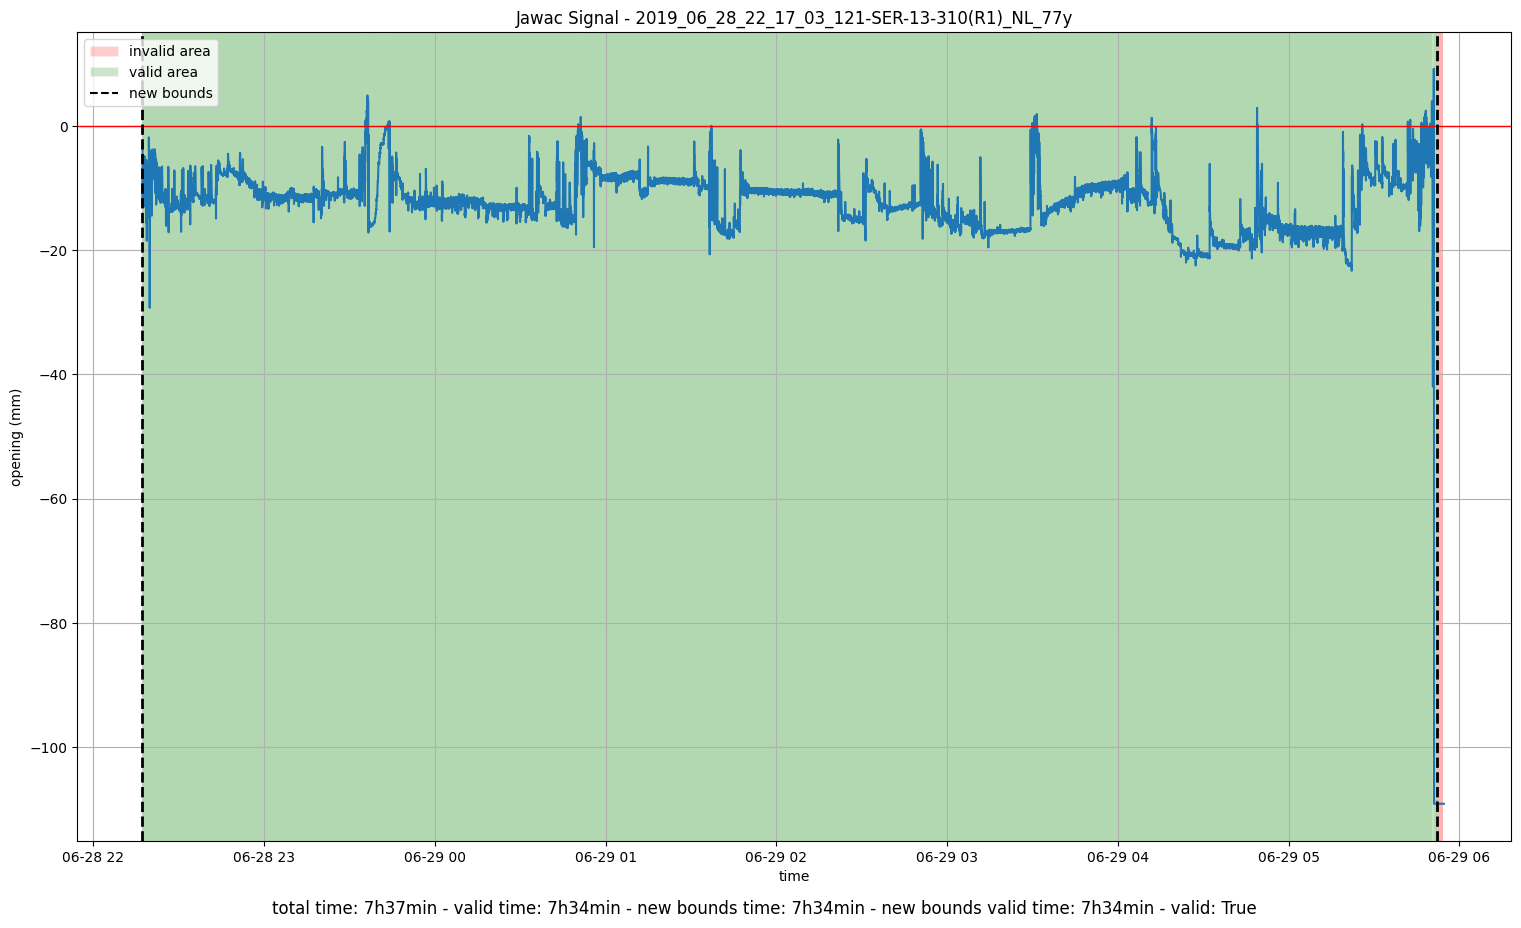 Jawac Signal - 2019_06_28_22_17_03_121-SER-13-310(R1)_NL_77y
invalid area
valid area
new bounds
0
−20
−40
−60
−80
−100
opening (mm)
06-28 22
06-28 23
06-29 00
06-29 01
06-29 02
06-29 03
06-29 04
06-29 05
06-29 06
time
total time: 7h37min - valid time: 7h34min - new bounds time: 7h34min - new bounds valid time: 7h34min - valid: True